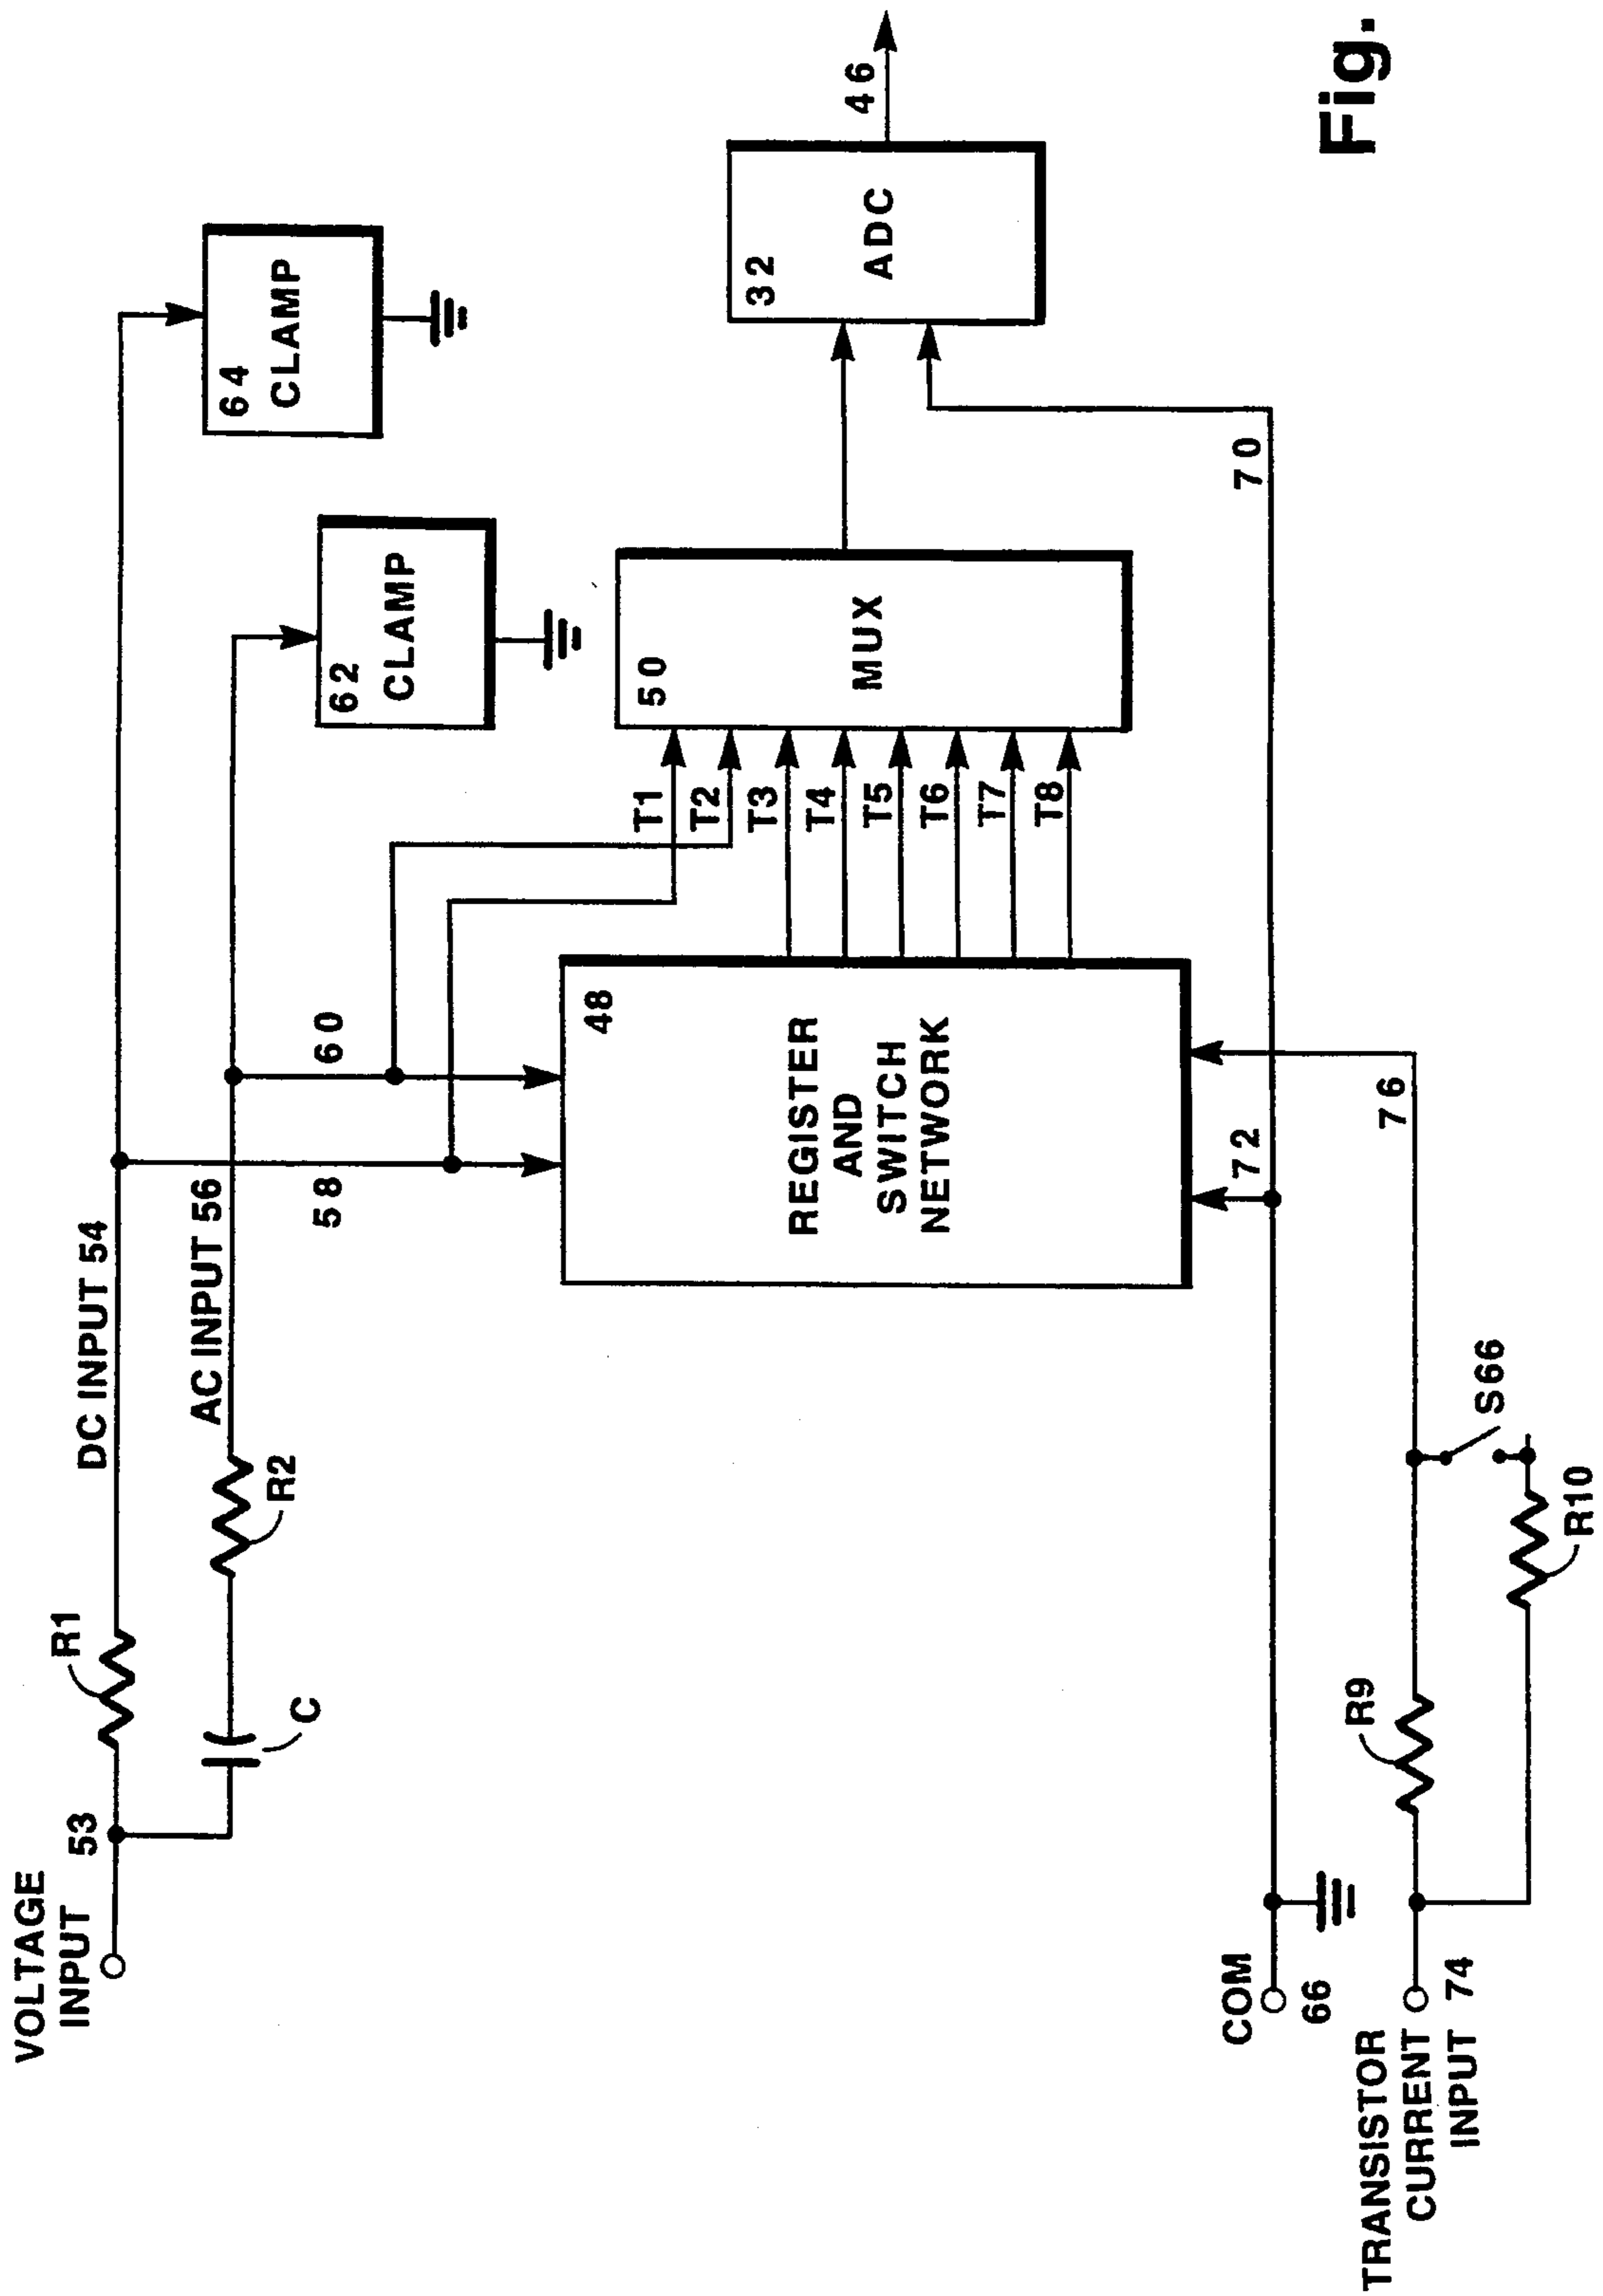 VOLTAGE
INPUT
53
R1
DC INPUT 54
C
R2
AC INPUT 56
58
60
64
CLAMP
62
CLAMP
T1
T2
T3
T4
T5
T6
T7
T8
50
MUX
32
ADC
46
48
REGISTER
AND
SWITCH
NETWORK
72
70
76
COM
66
TRANSISTOR
CURRENT
INPUT 74
R9
S66
R10
Fig.